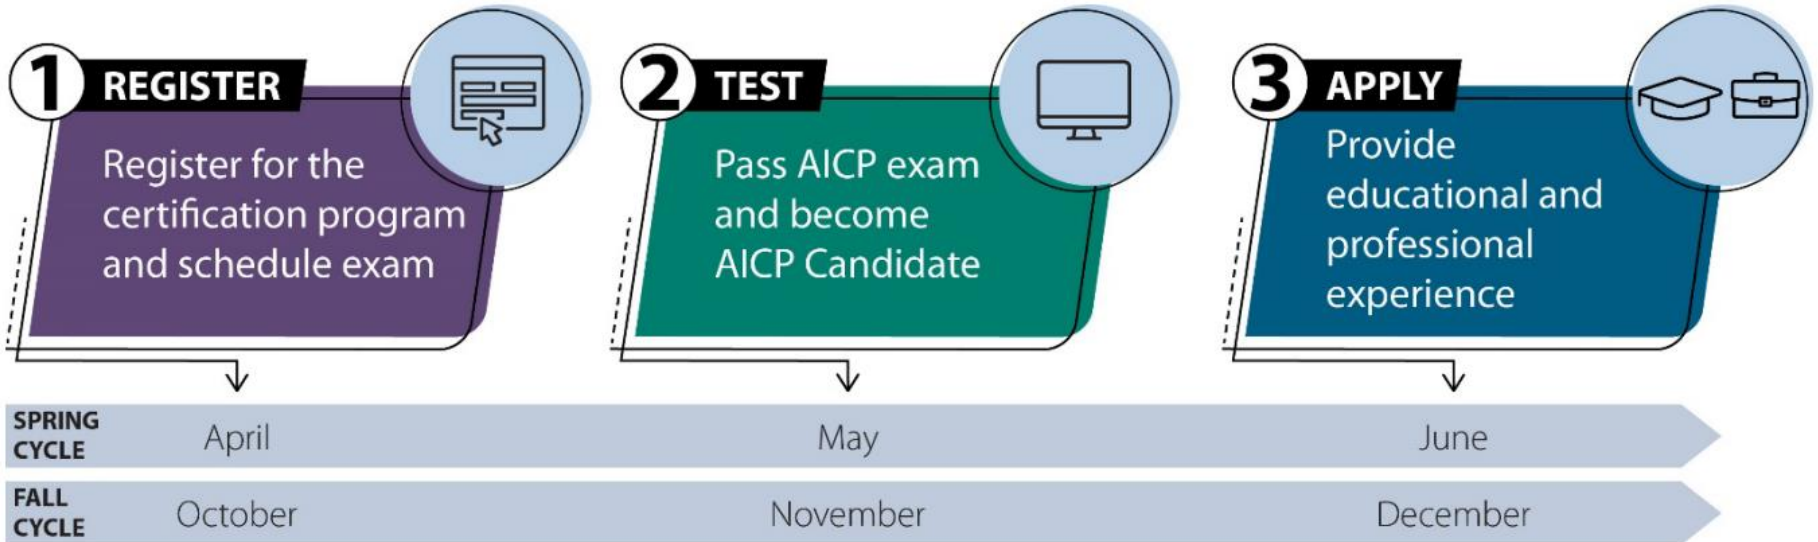 1 REGISTER
Register for the
certification program
and schedule exam
2 TEST
Pass AICP exam
and become
AICP Candidate
3 APPLY
Provide
educational and
professional
experience
SPRING
CYCLE
April
May
June
FALL
CYCLE
October
November
December